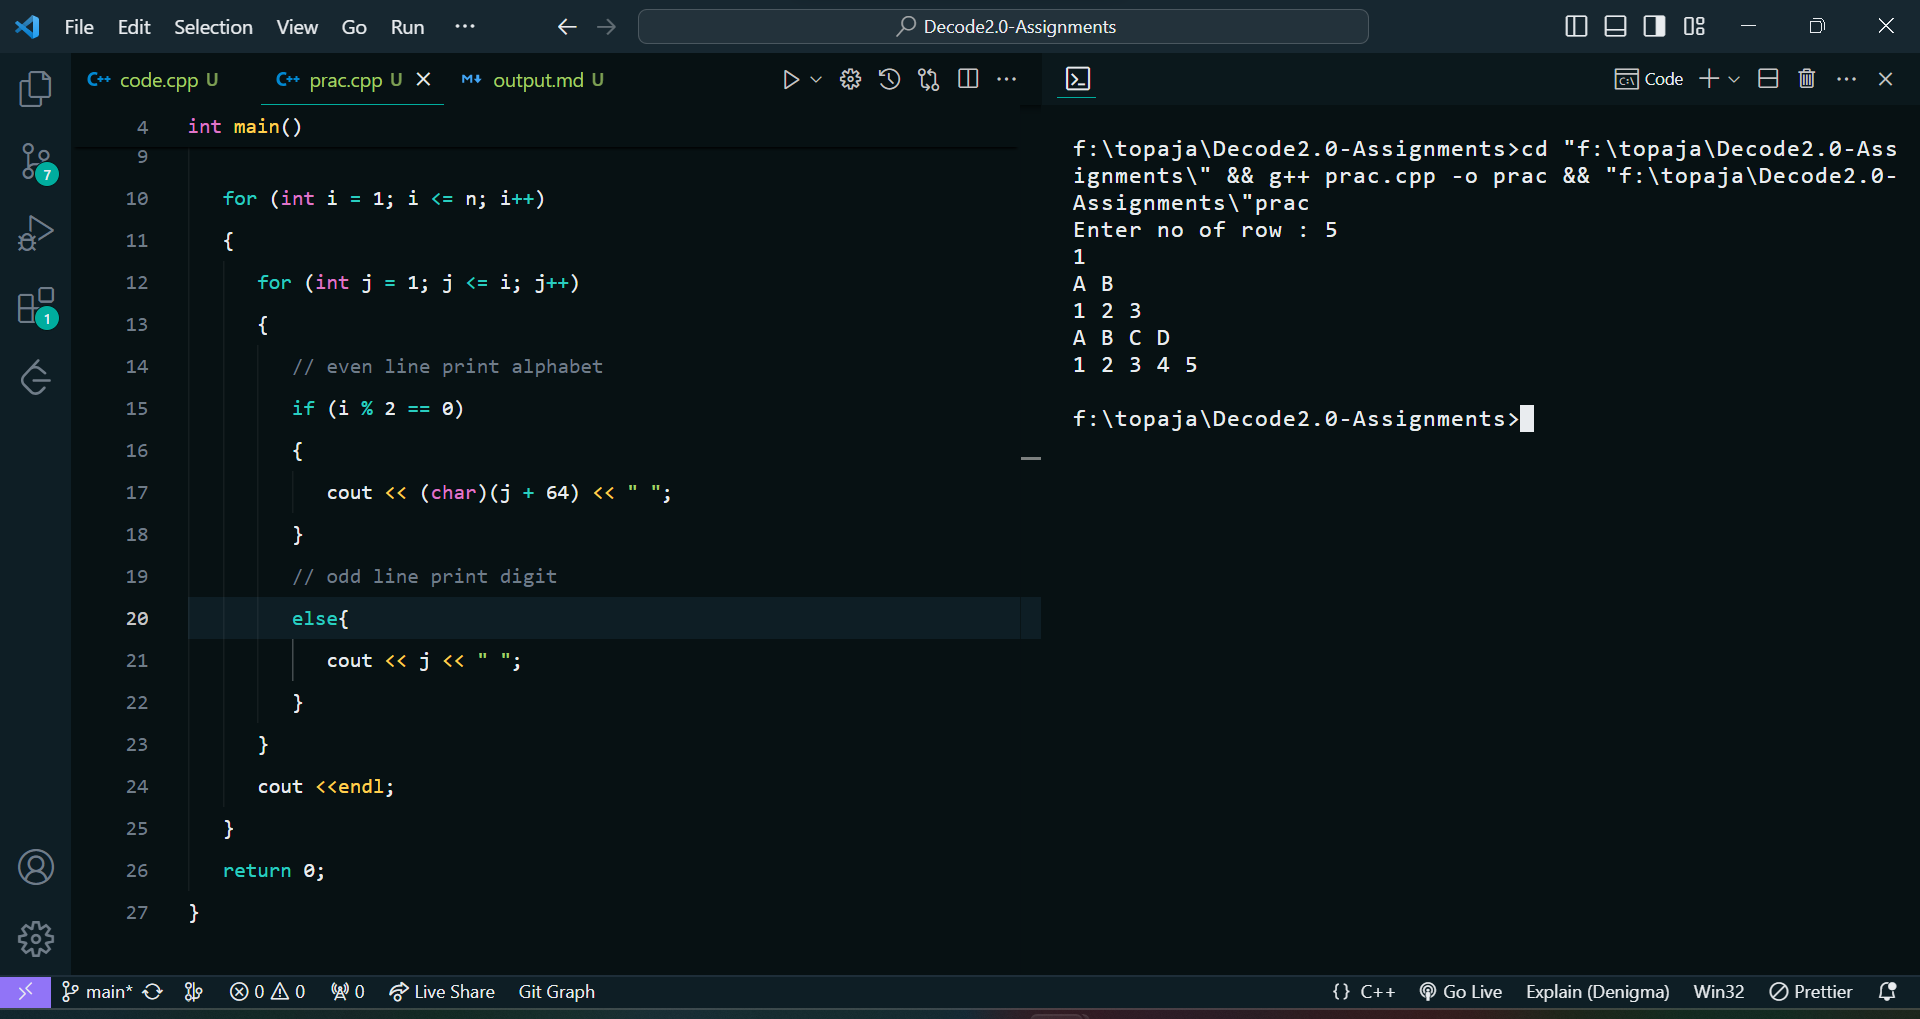 File Edit Selection View Go Run ··· Decode2.0-Assignments
code.cpp U prac.cpp U output.md U
Code
4 int main()
9
10 for (int i = 1; i <= n; i++)
11 {
12 for (int j = 1; j <= i; j++)
13 {
14 // even line print alphabet
15 if (i % 2 == 0)
16 {
17 cout << (char)(j + 64) << " ";
18 }
19 // odd line print digit
20 else{
21 cout << j << " ";
22 }
23 }
24 cout <<endl;
25 }
26 return 0;
27 }
f:\topaja\Decode2.0-Assignments>cd "f:\topaja\Decode2.0-Ass
ignments\" && g++ prac.cpp -o prac && "f:\topaja\Decode2.0-
Assignments\"prac
Enter no of row : 5
1
A B
1 2 3
A B C D
1 2 3 4 5
f:\topaja\Decode2.0-Assignments>
7
1
main* 0 0 0 Live Share Git Graph {} C++ Go Live Explain (Denigma) Win32 Prettier